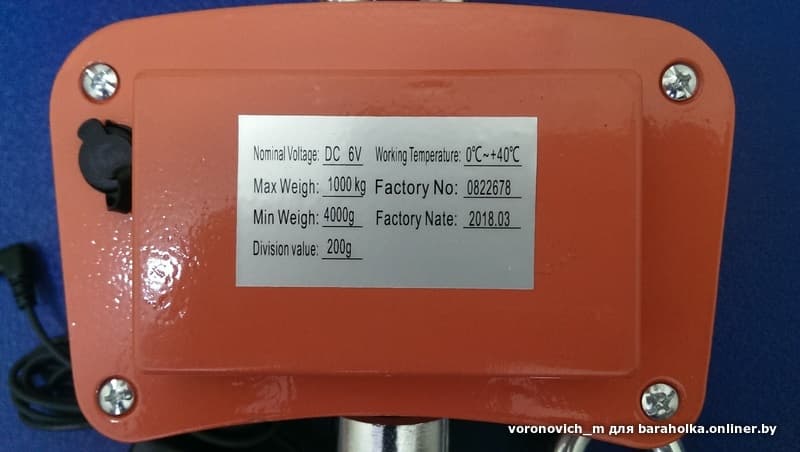 Nominal Voltage: DC 6V Working Temperature: 0℃~+40℃
Max Weigh: 1000 kg Factory No: 0822678
Min Weigh: 4000g Factory Nate: 2018.03
Division value: 200g
voronovich_m для baraholka.onliner.by